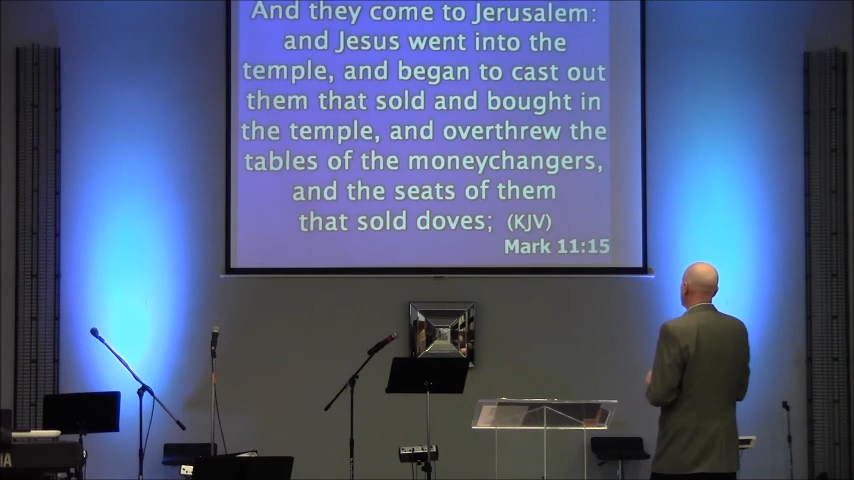 And they come to Jerusalem:
and Jesus went into the
temple, and began to cast out
them that sold and bought in
the temple, and overthrew the
tables of the moneychangers,
and the seats of them
that sold doves; (KJV)
Mark 11:15